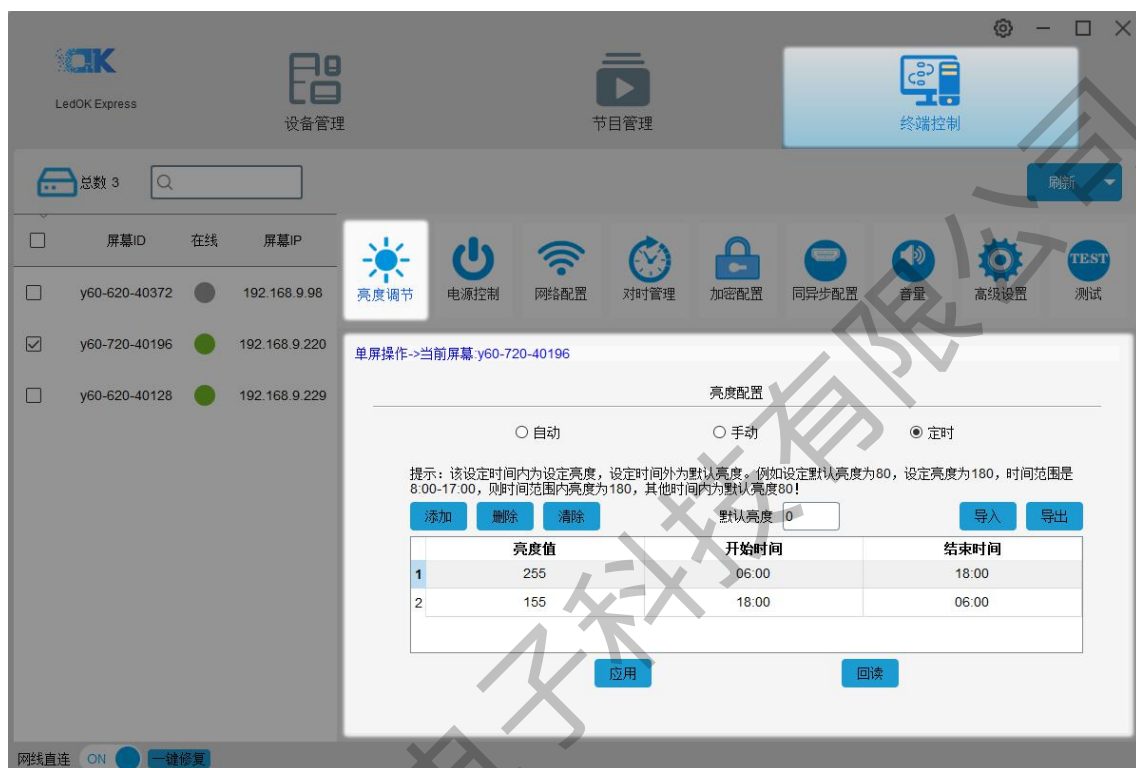 OK
LedOK Express
设备管理
节目管理
终端控制
总数 3
刷新
屏幕ID 在线 屏幕IP
y60-620-40372 192.168.9.98
y60-720-40196 192.168.9.220
y60-620-40128 192.168.9.229
亮度调节 电源控制 网络配置 对时管理 加密配置 同异步配置 音量 高级设置 TEST 测试
单屏操作->当前屏幕:y60-720-40196
亮度配置
自动 手动 定时
提示：该设定时间内为设定亮度，设定时间外为默认亮度。例如设定默认亮度为80，设定亮度为180，时间范围是
8:00-17:00，则时间范围内亮度为180，其他时间内为默认亮度80！
添加 删除 清除 默认亮度 0 导入 导出
亮度值 开始时间 结束时间
1 255 06:00 18:00
2 155 18:00 06:00
应用 回读
网线直连 ON 一键修复
电子科技有限公司